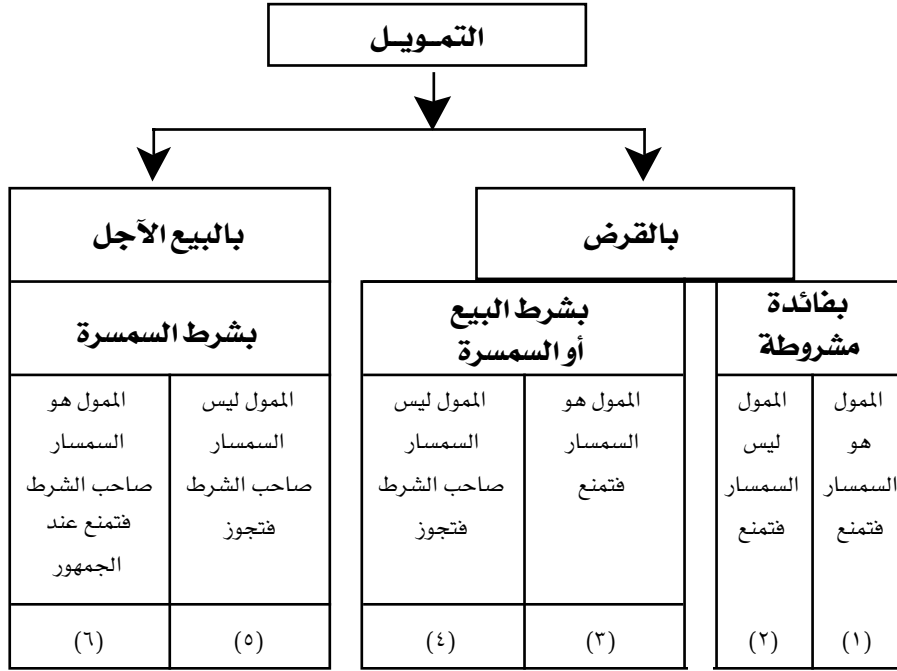 التمـويـل
بالقرض
بالبيع الآجل
بفائدة
مشروطة
بشرط البيع
أو السمسرة
بشرط السمسرة
الممول
هو
السمسار
فتمنع
الممول
ليس
السمسار
فتمنع
الممول هو
السمسار
فتمنع
الممول ليس
السمسار
صاحب الشرط
فتجوز
الممول ليس
السمسار
صاحب الشرط
فتجوز
الممول هو
السمسار
صاحب الشرط
فتمنع عند
الجمهور
(١)
(٢)
(٣)
(٤)
(٥)
(٦)